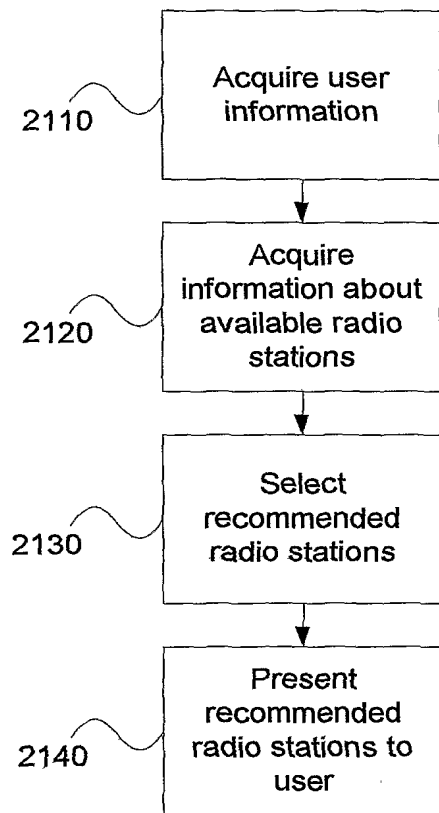 Acquire user
information
2110
Acquire
information about
available radio
stations
2120
Select
recommended
radio stations
2130
Present
recommended
radio stations to
user
2140